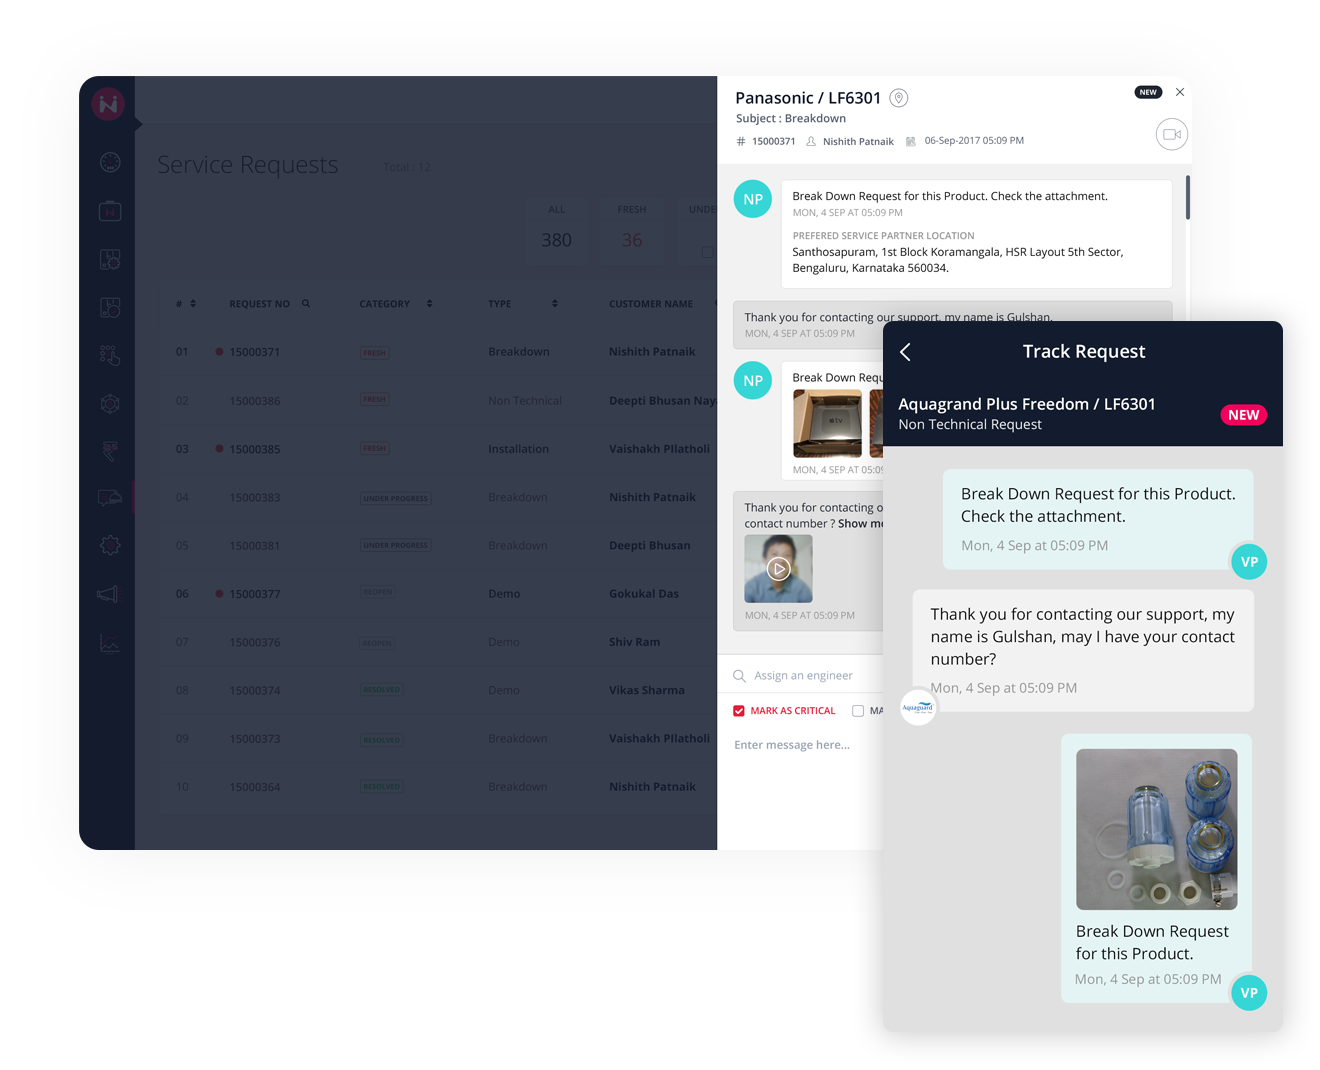 Service Requests
Total : 12
ALL
380
FRESH
36
UNDE
# REQUEST NO CATEGORY TYPE CUSTOMER NAME
01 15000371 FRESH Breakdown Nishith Patnaik
02 15000386 FRESH Non Technical Deepti Bhusan Nay
03 15000385 FRESH Installation Vaishakh Pllatholi
04 15000383 UNDER PROGRESS Breakdown Nishith Patnaik
05 15000381 UNDER PROGRESS Breakdown Deepti Bhusan
06 15000377 REOPEN Demo Gokukal Das
07 15000376 REOPEN Demo Shiv Ram
08 15000374 RESOLVED Demo Vikas Sharma
09 15000373 RESOLVED Breakdown Vaishakh Pllatholi
10 15000364 RESOLVED Breakdown Nishith Patnaik
Panasonic / LF6301
NEW
Subject : Breakdown
# 15000371 Nishith Patnaik 06-Sep-2017 05:09 PM
NP
Break Down Request for this Product. Check the attachment.
MON, 4 SEP AT 05:09 PM
PREFERED SERVICE PARTNER LOCATION
Santhosapuram, 1st Block Koramangala, HSR Layout 5th Sector,
Bengaluru, Karnataka 560034.
Thank you for contacting our support, my name is Gulshan.
MON, 4 SEP AT 05:09 PM
NP
Break Down Requ
MON, 4 SEP AT 05:09
Thank you for contacting o
contact number ? Show mo
MON, 4 SEP AT 05:09 PM
Assign an engineer
MARK AS CRITICAL
MA
Enter message here...
Track Request
Aquagrand Plus Freedom / LF6301
Non Technical Request
NEW
Break Down Request for this Product.
Check the attachment.
Mon, 4 Sep at 05:09 PM
VP
Thank you for contacting our support, my
name is Gulshan, may I have your contact
number?
Mon, 4 Sep at 05:09 PM
Aquaguard
Break Down Request
for this Product.
Mon, 4 Sep at 05:09 PM
VP